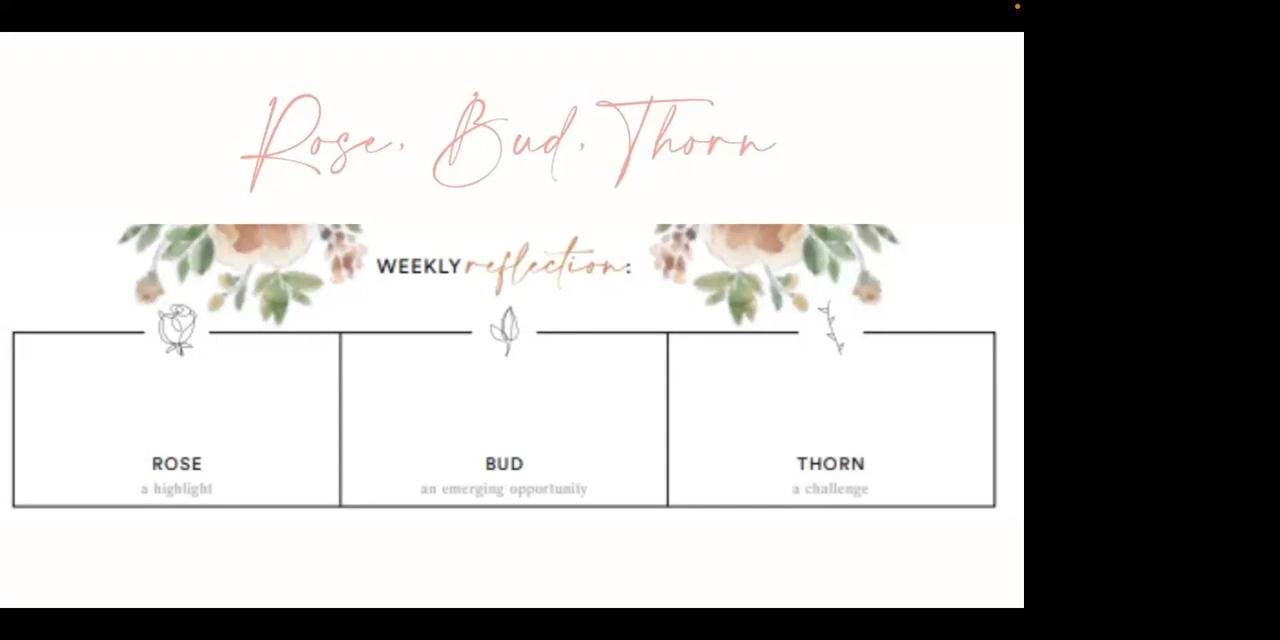 Rose, Bud, Thorn
WEEKLY reflection:
ROSE
a highlight
BUD
an emerging opportunity
THORN
a challenge